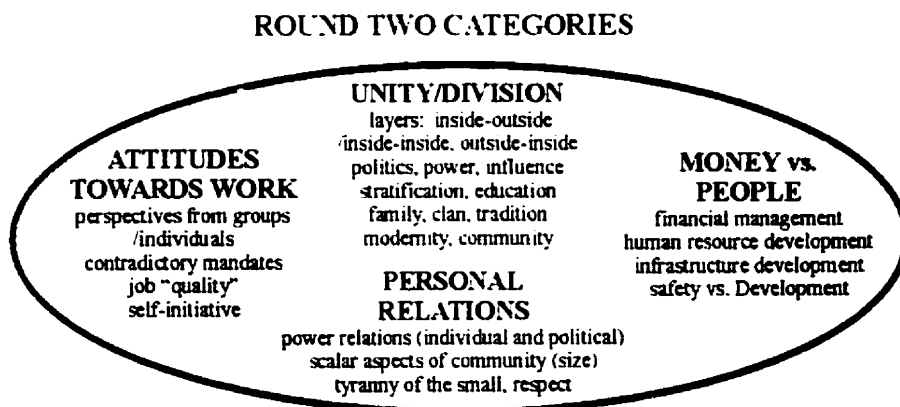 ROUND TWO CATEGORIES
UNITY/DIVISION
layers: inside-outside
/inside-inside, outside-inside
politics, power, influence
stratification, education
family, clan, tradition
modernity, community
ATTITUDES
TOWARDS WORK
perspectives from groups
/individuals
contradictory mandates
job "quality"
self-initiative
MONEY vs.
PEOPLE
financial management
human resource development
infrastructure development
safety vs. Development
PERSONAL
RELATIONS
power relations (individual and political)
scalar aspects of community (size)
tyranny of the small, respect